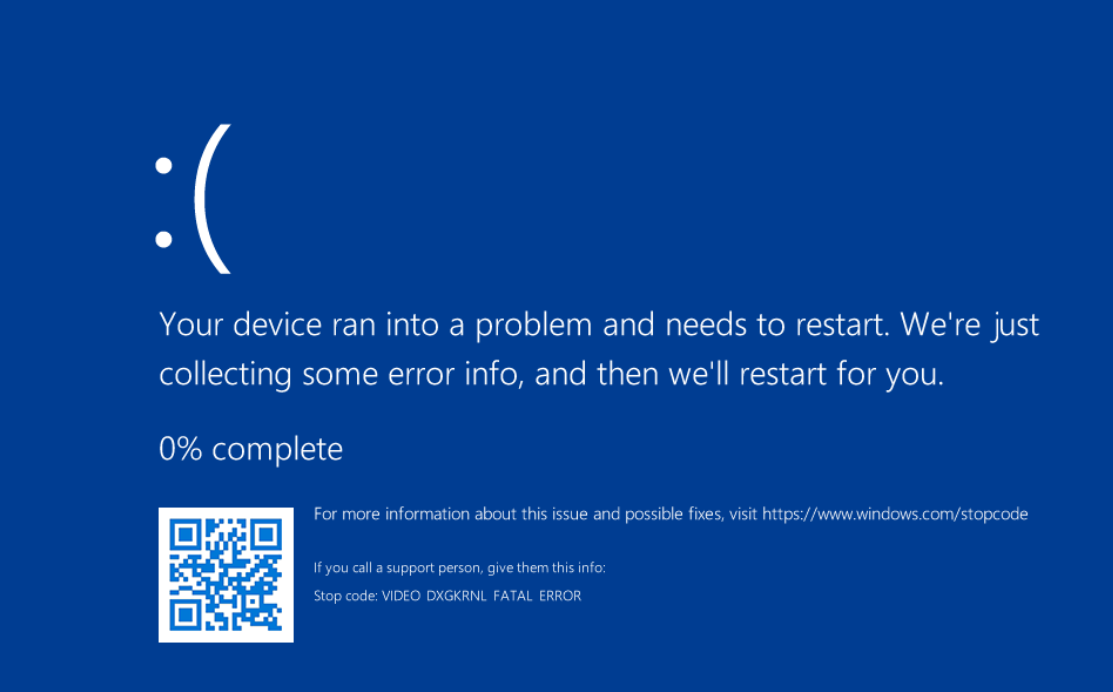 :(
Your device ran into a problem and needs to restart. We're just
collecting some error info, and then we'll restart for you.
0% complete
For more information about this issue and possible fixes, visit https://www.windows.com/stopcode
If you call a support person, give them this info:
Stop code: VIDEO DXGKRNL FATAL ERROR